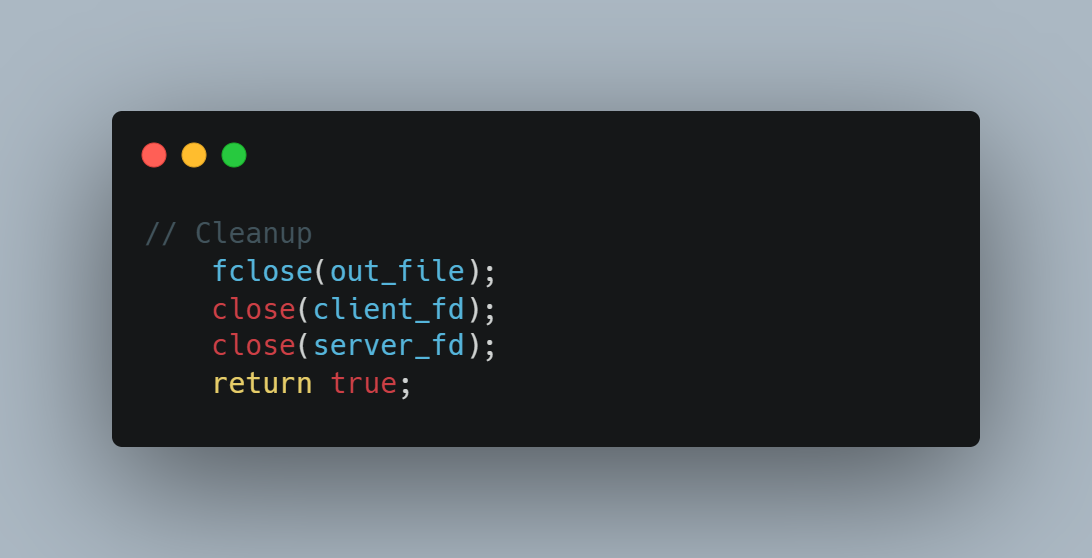 // Cleanup
    fclose(out_file);
    close(client_fd);
    close(server_fd);
    return true;